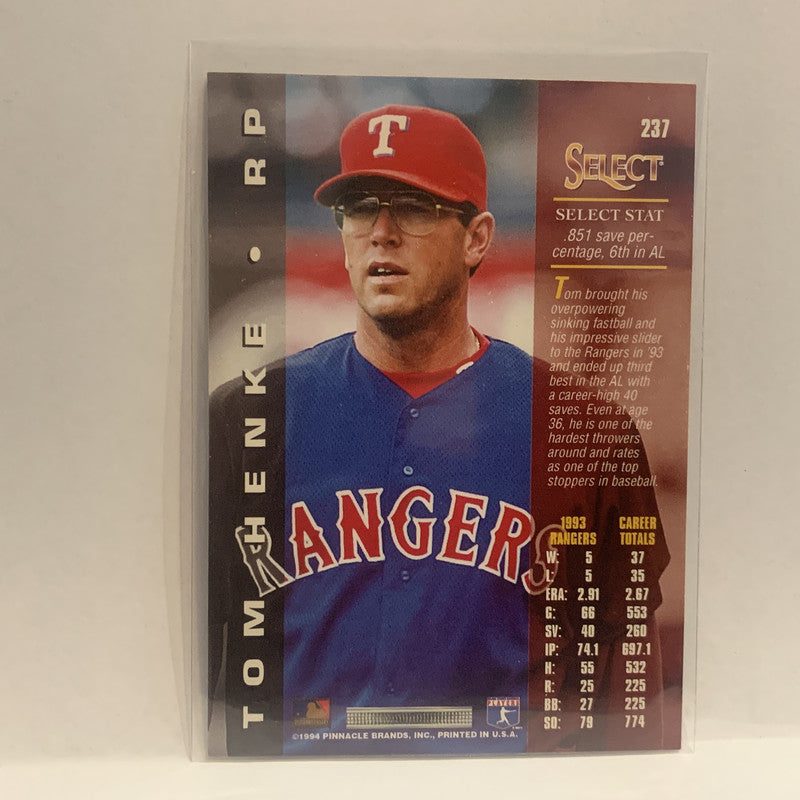 TOM HENKE • RP
T
RANGERS
237
SELECT
SELECT STAT
.851 save per-
centage, 6th in AL
Tom brought his
overpowering
sinking fastball and
his impressive slider
to the Rangers in '93
and ended up third
best in the AL with
a career-high 40
saves. Even at age
36, he is one of the
hardest throwers
around and rates
as one of the top
stoppers in baseball.
1993 CAREER
RANGERS TOTALS
W: 5 37
L: 5 35
ERA: 2.91 2.67
G: 66 553
SV: 40 260
IP: 74.1 697.1
H: 55 532
R: 25 225
BB: 27 225
SO: 79 774
PLAYERS
©1994 PINNACLE BRANDS, INC., PRINTED IN U.S.A.